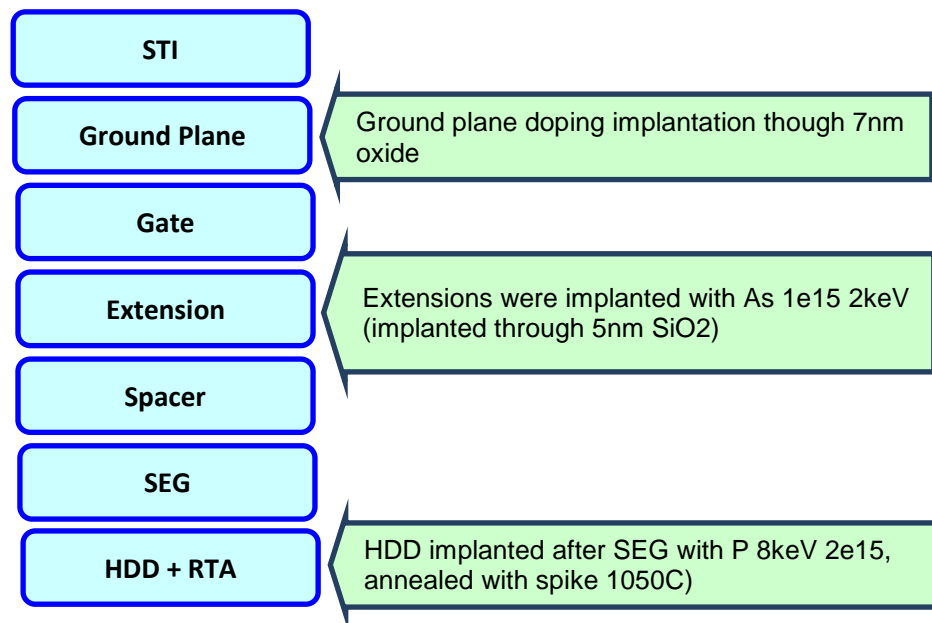 STI
Ground Plane
Ground plane doping implantation though 7nm
oxide
Gate
Extension
Extensions were implanted with As 1e15 2keV
(implanted through 5nm SiO2)
Spacer
SEG
HDD + RTA
HDD implanted after SEG with P 8keV 2e15,
annealed with spike 1050C)